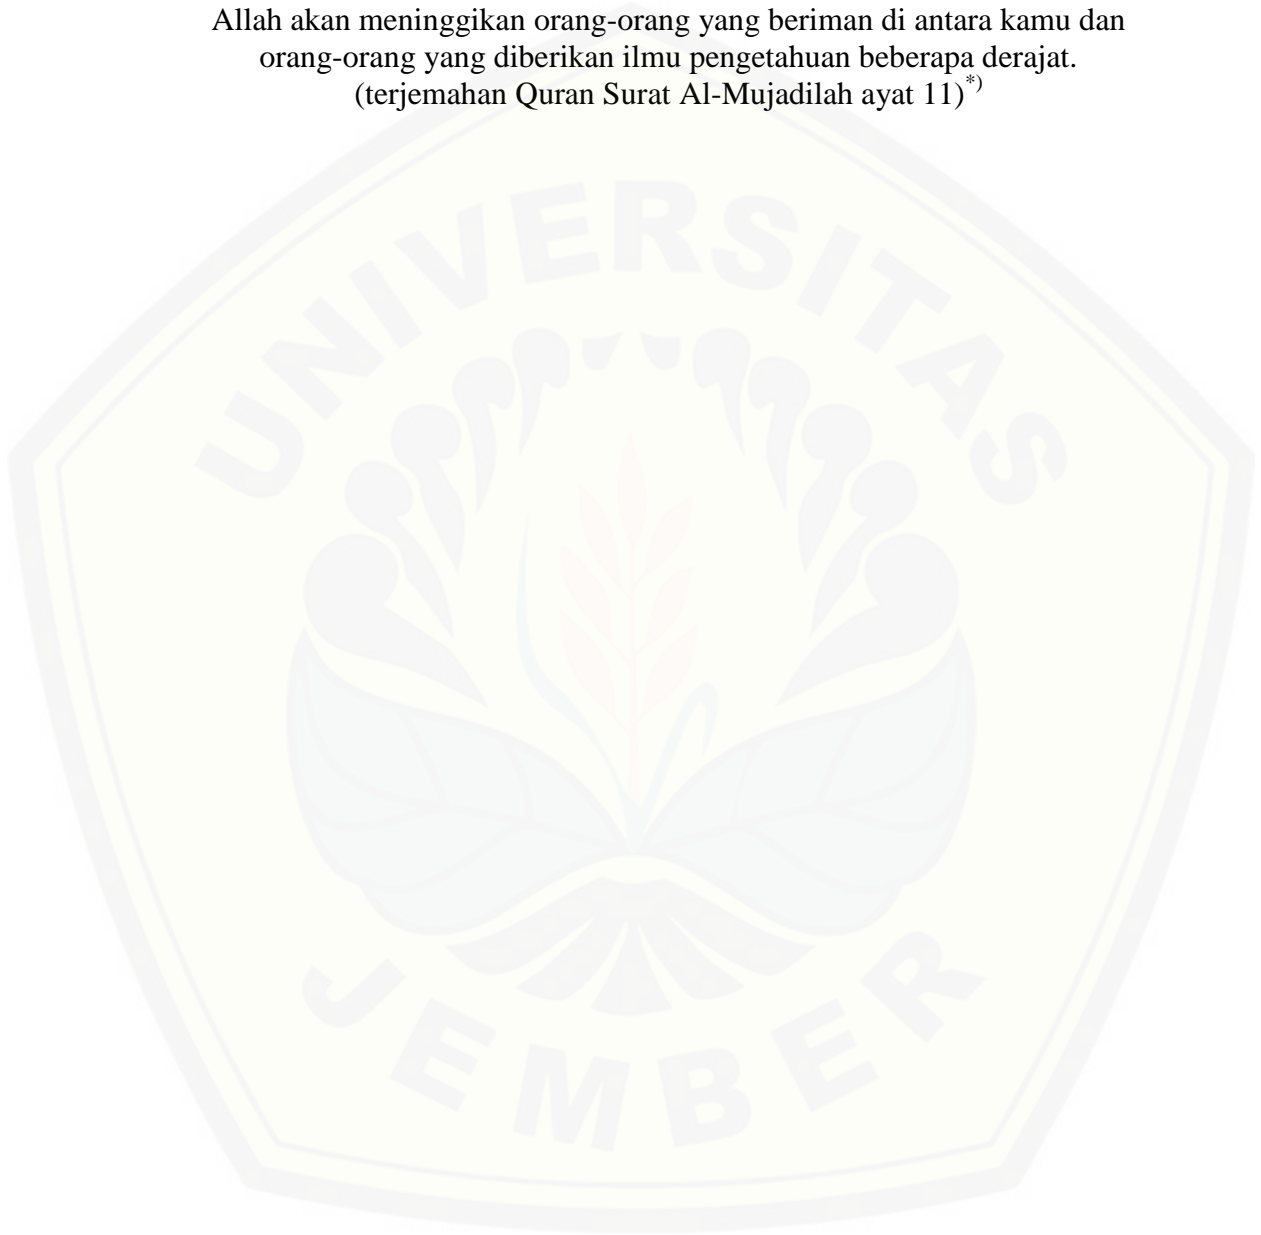 Allah akan meninggikan orang-orang yang beriman di antara kamu dan
orang-orang yang diberikan ilmu pengetahuan beberapa derajat.
(terjemahan Quran Surat Al-Mujadilah ayat 11)*)
UNIVERSITAS
JEMBER